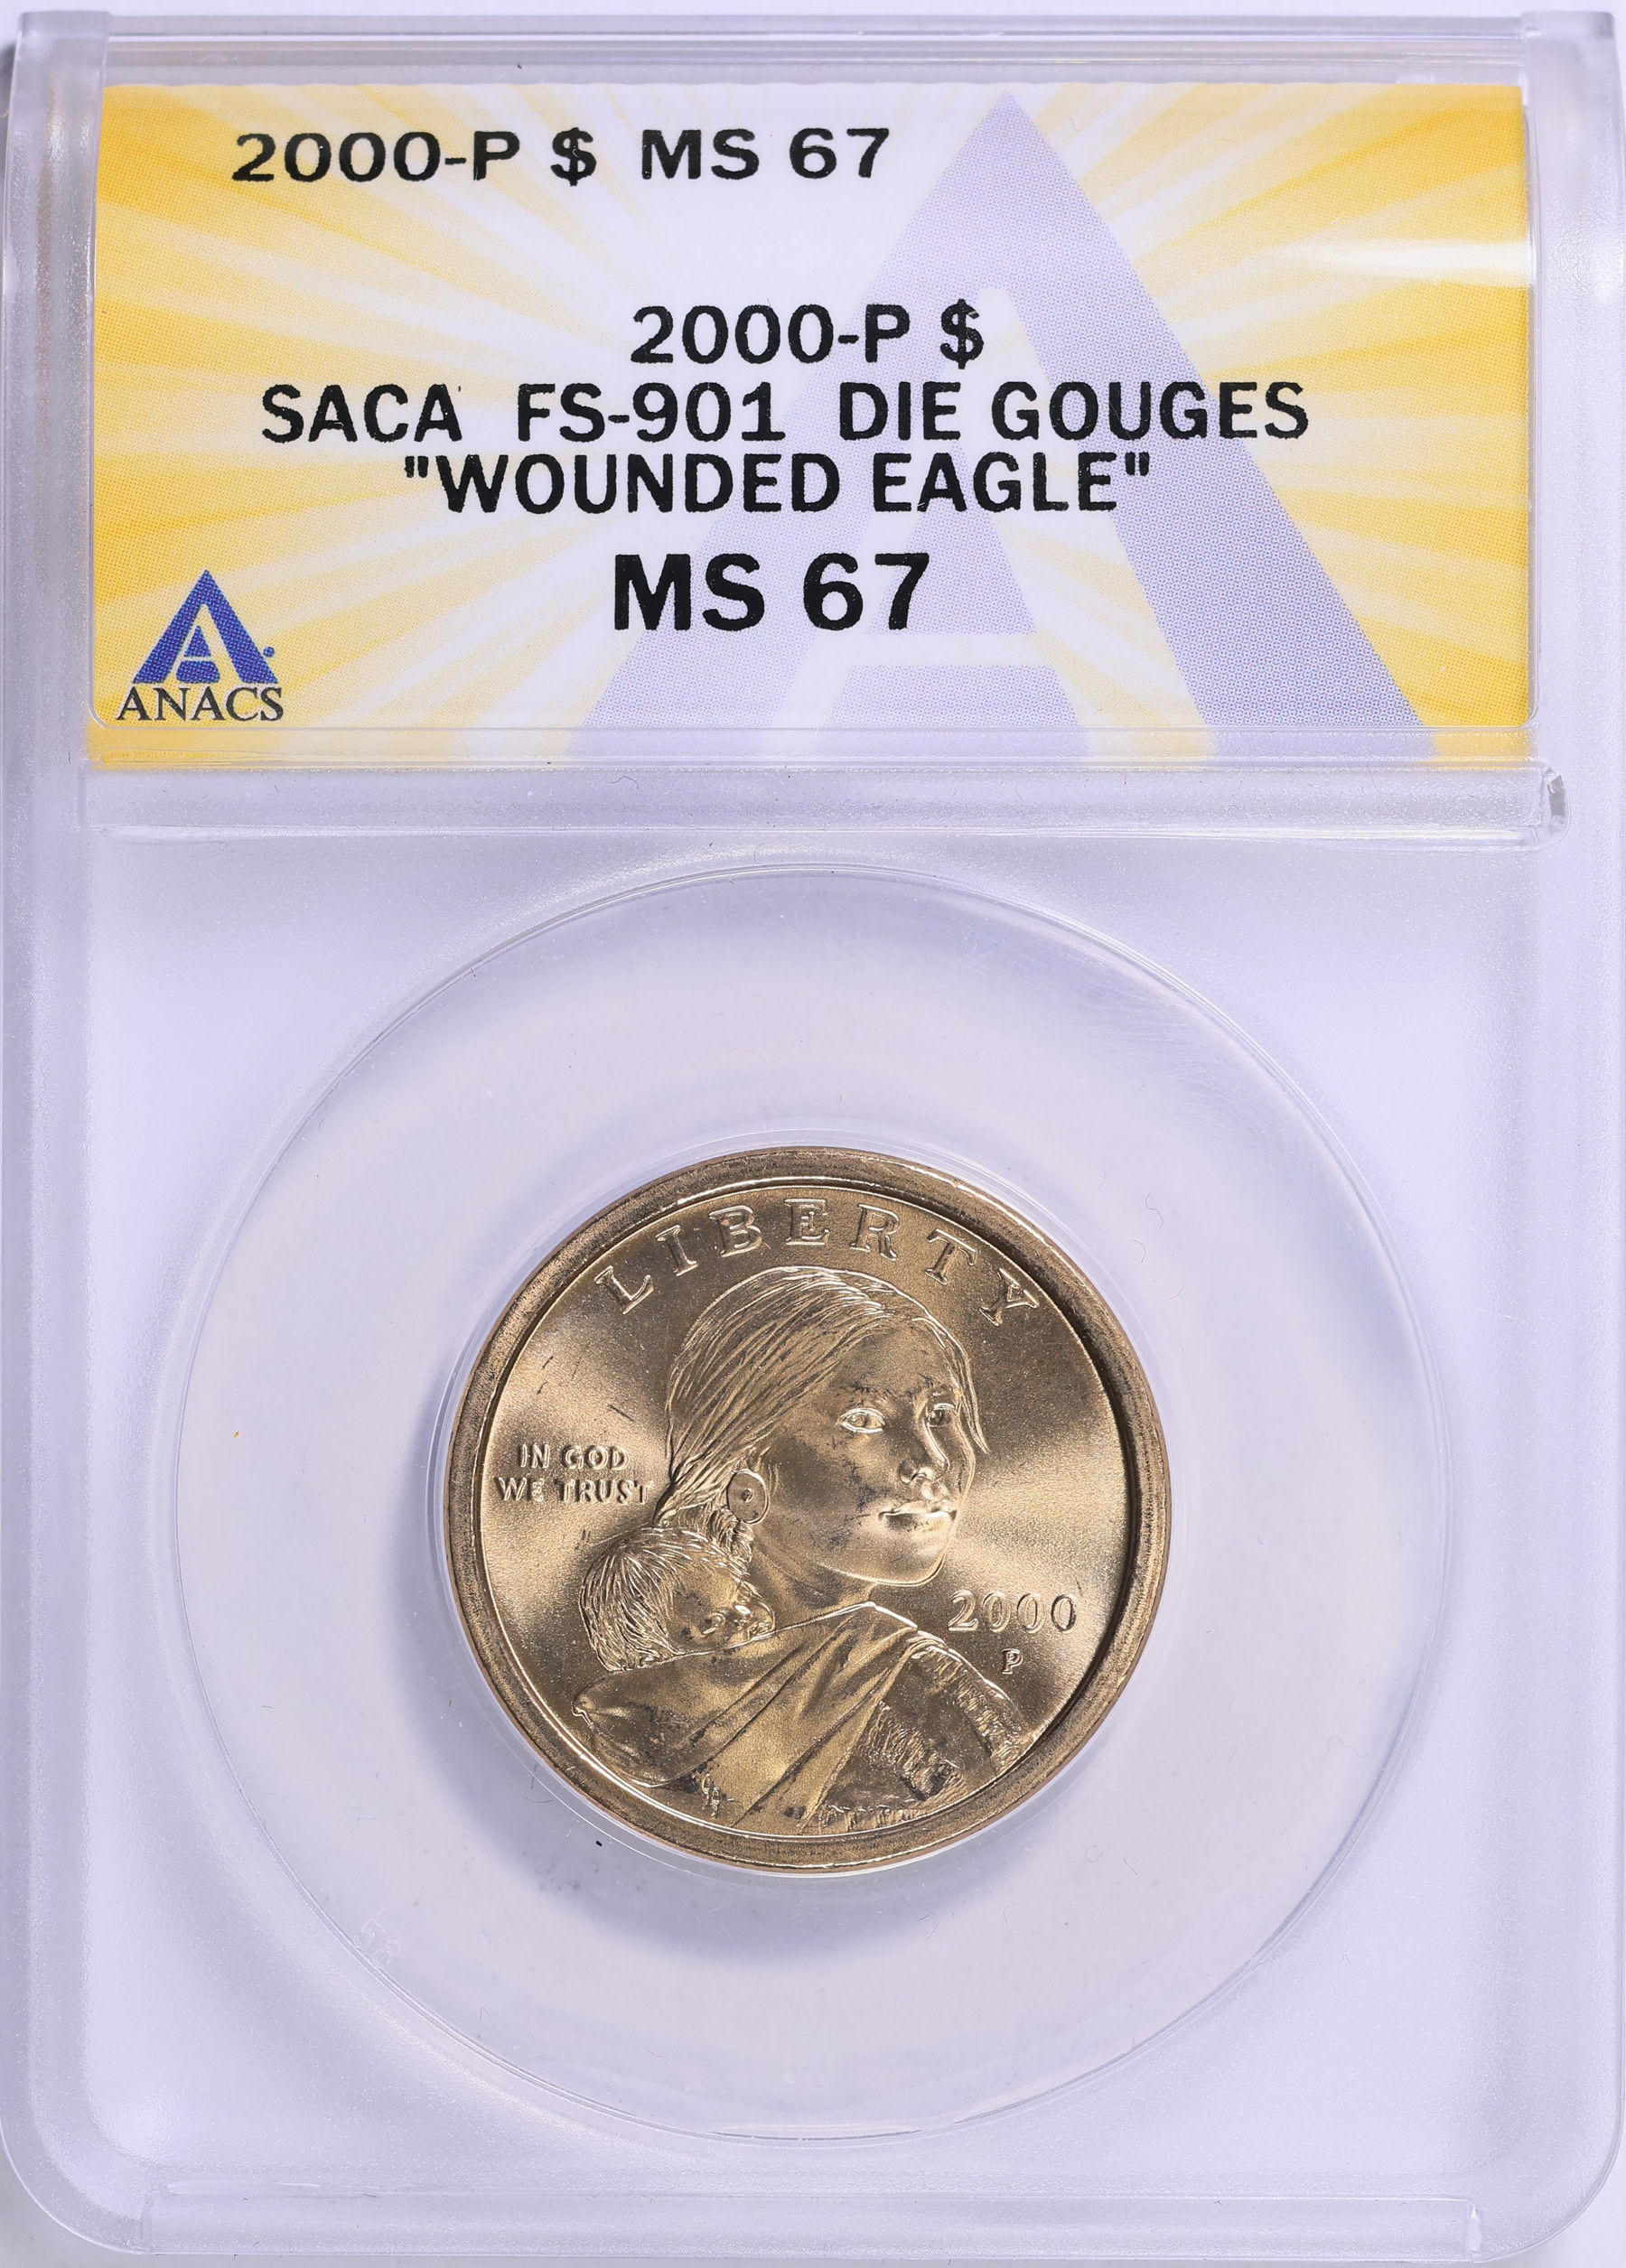 2000-P $ MS 67
2000-P $
SACA FS-901 DIE GOUGES
"WOUNDED EAGLE"
MS 67
ANACS
LIBERTY
IN GOD
WE TRUST
2000
P